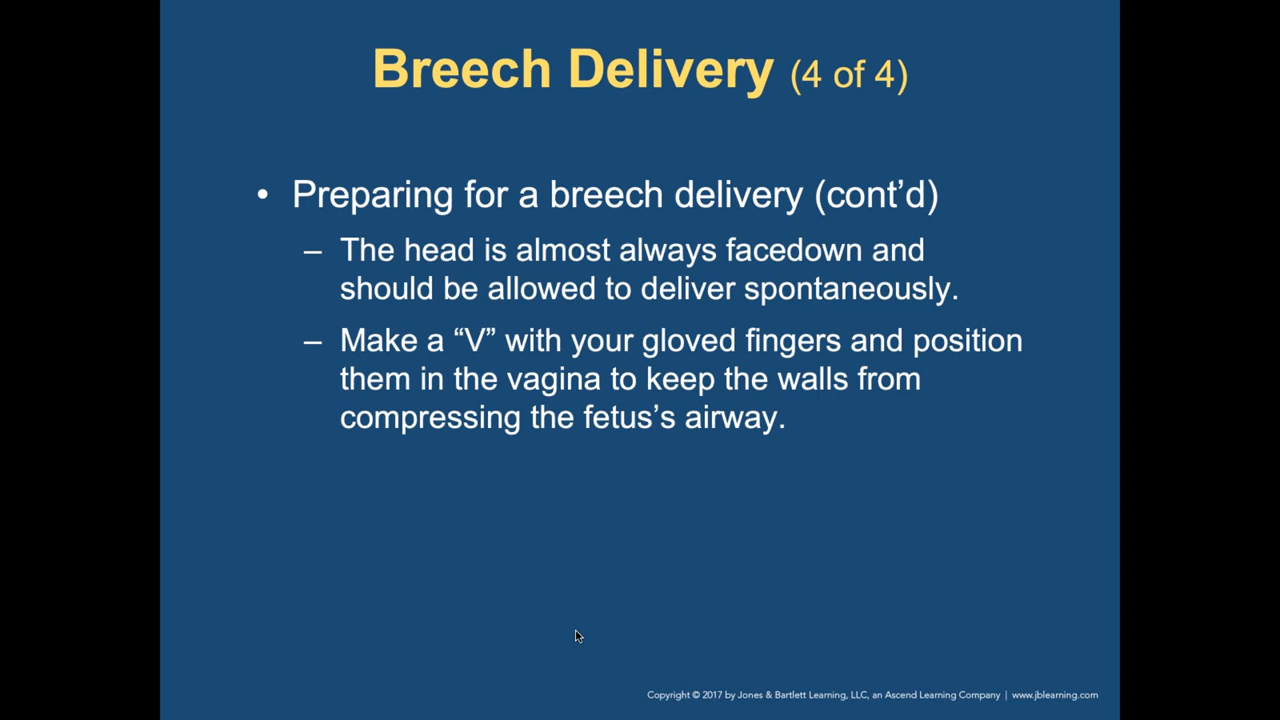 Breech Delivery (4 of 4)
• Preparing for a breech delivery (cont’d)
– The head is almost always facedown and
should be allowed to deliver spontaneously.
– Make a “V” with your gloved fingers and position
them in the vagina to keep the walls from
compressing the fetus’s airway.
Copyright © 2017 by Jones & Bartlett Learning, LLC, an Ascend Learning Company | www.jblearning.com